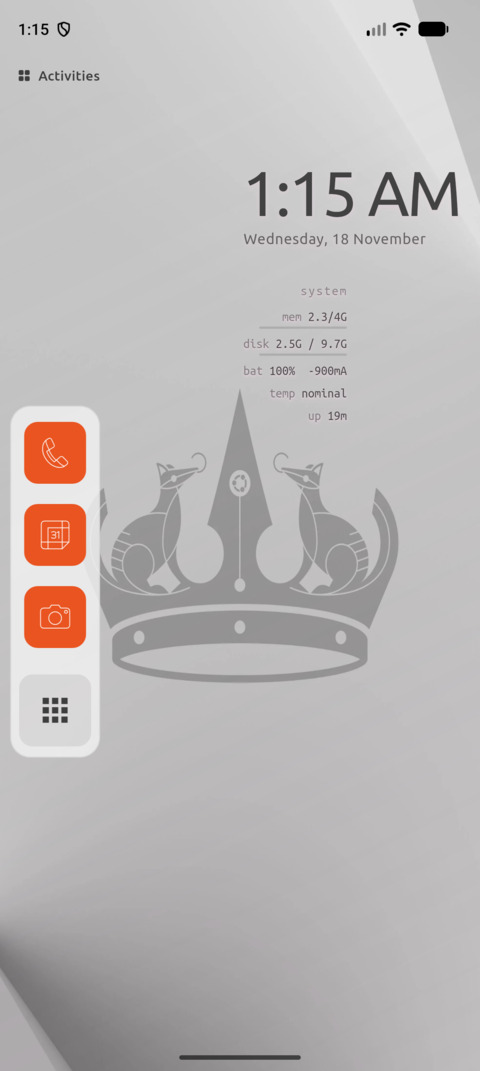 1:15
Activities
1:15 AM
Wednesday, 18 November
system
mem 2.3/4G
disk 2.5G / 9.7G
bat 100% -900mA
temp nominal
up 19m
31